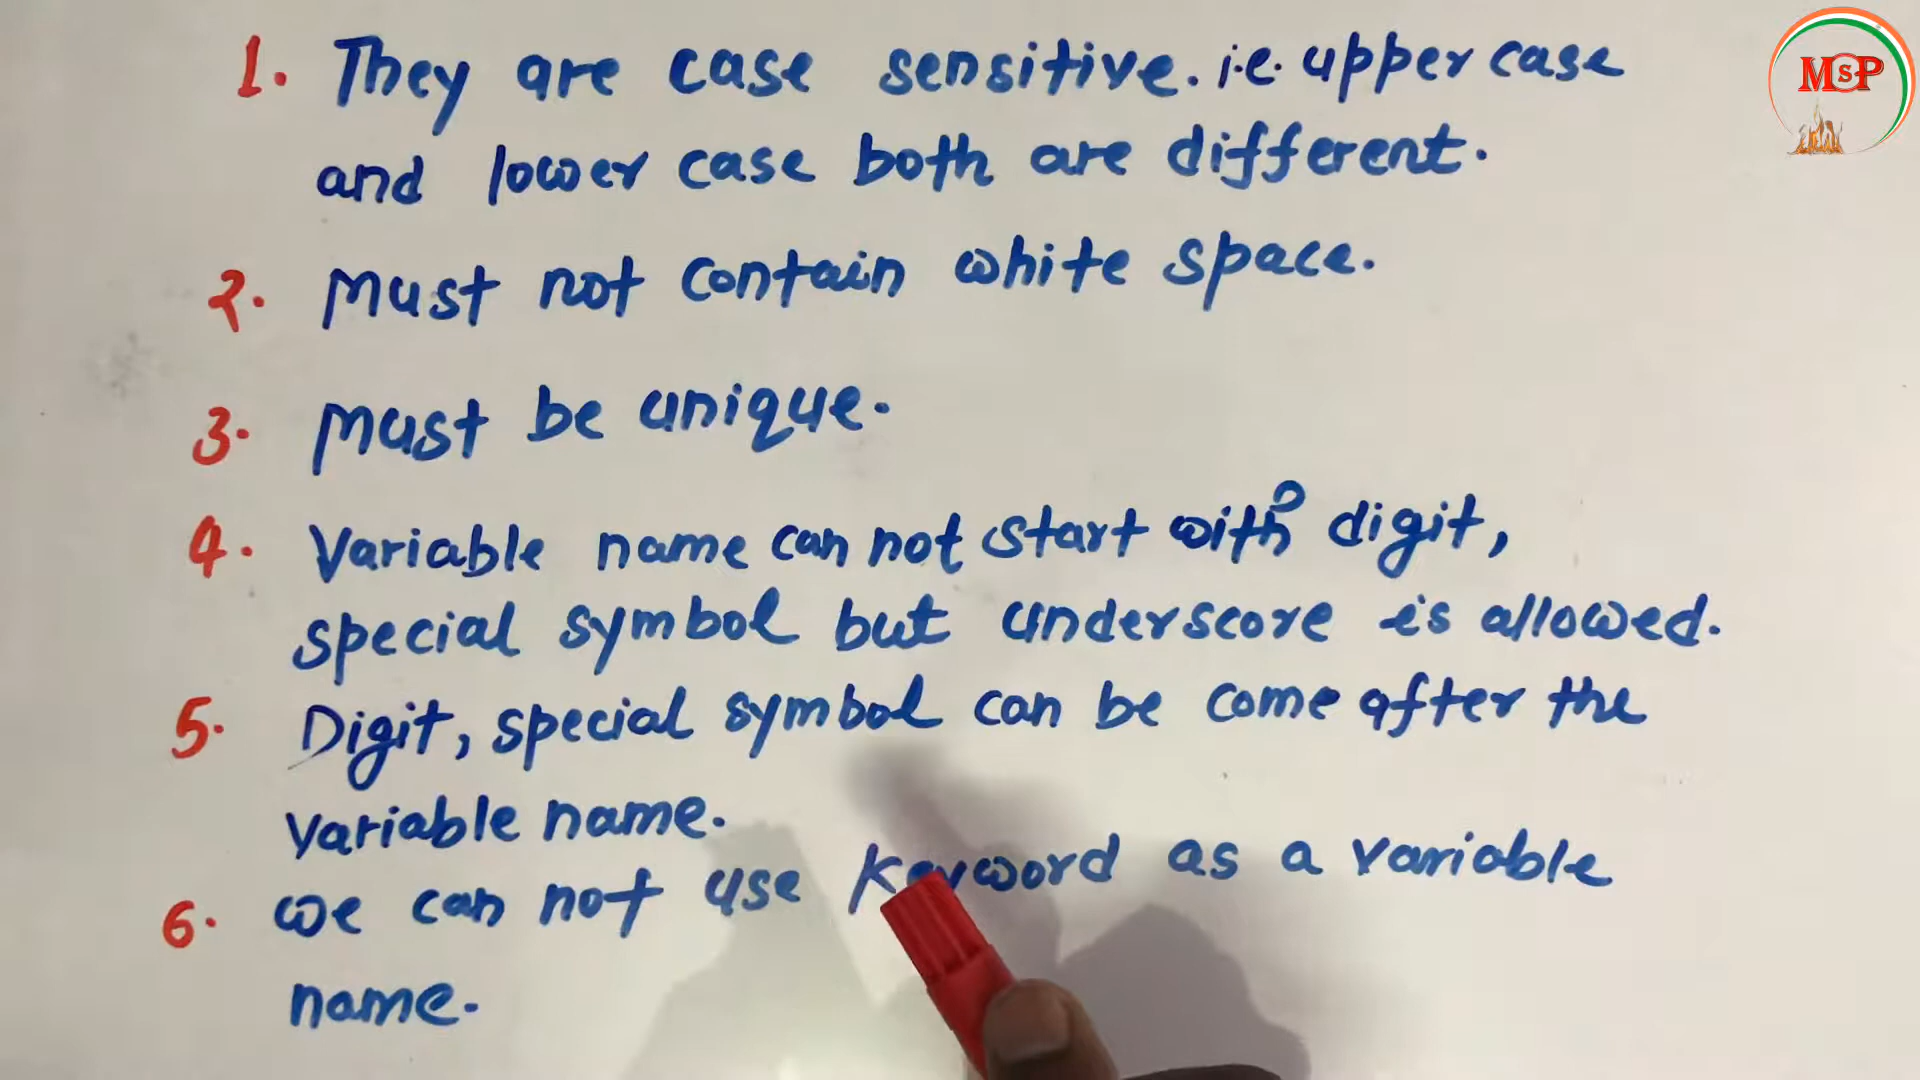 1. They are case sensitive. i.e. upper case
and lower case both are different.
2. Must not contain white space.
3. Must be unique.
4. Variable name can not start with digit,
special symbol but underscore is allowed.
5. Digit, special symbol can be come after the
variable name.
6. we can not use keyword as a variable
name.
MSP